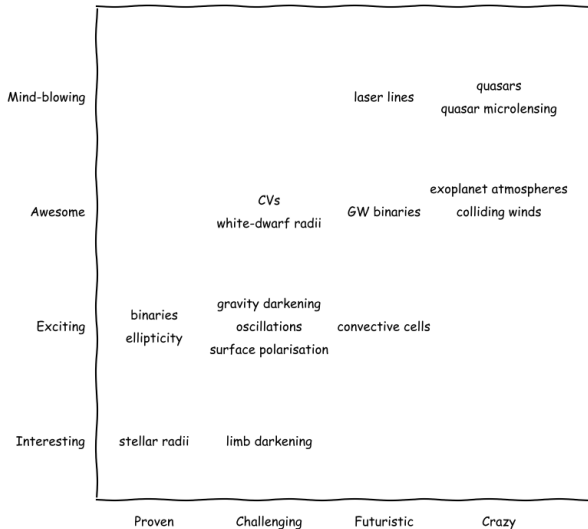 Mind-blowing
laser lines
quasars
quasar microlensing
Awesome
CVs
white-dwarf radii
GW binaries
exoplanet atmospheres
colliding winds
Exciting
binaries
ellipticity
gravity darkening
oscillations
surface polarisation
convective cells
Interesting
stellar radii
limb darkening
Proven
Challenging
Futuristic
Crazy